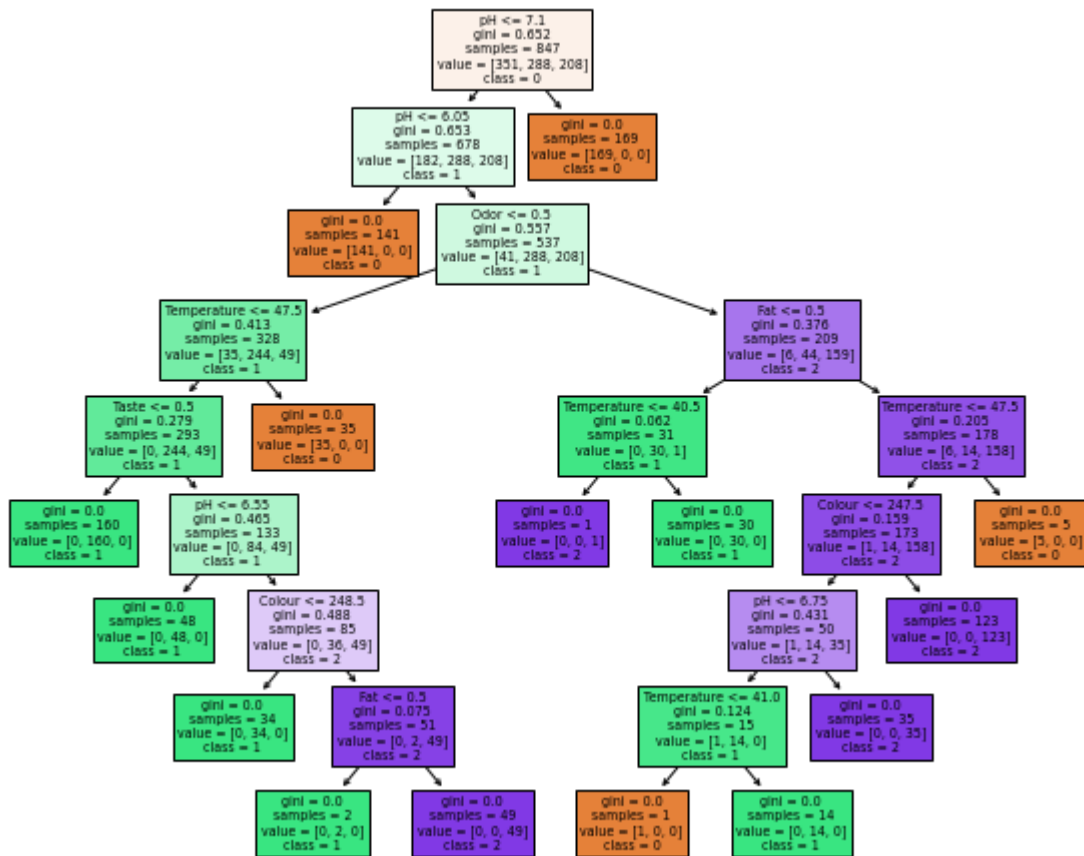 pH <= 7.1
gini = 0.652
samples = 847
value = [351, 288, 208]
class = 0
pH <= 6.05
gini = 0.653
samples = 678
value = [182, 288, 208]
class = 1
gini = 0.0
samples = 169
value = [169, 0, 0]
class = 0
gini = 0.0
samples = 141
value = [141, 0, 0]
class = 0
Odor <= 0.5
gini = 0.557
samples = 537
value = [41, 288, 208]
class = 1
Temperature <= 47.5
gini = 0.413
samples = 328
value = [35, 244, 49]
class = 1
Fat <= 0.5
gini = 0.376
samples = 209
value = [6, 44, 159]
class = 2
Taste <= 0.5
gini = 0.279
samples = 293
value = [0, 244, 49]
class = 1
gini = 0.0
samples = 35
value = [35, 0, 0]
class = 0
Temperature <= 40.5
gini = 0.062
samples = 31
value = [0, 30, 1]
class = 1
Temperature <= 47.5
gini = 0.205
samples = 178
value = [6, 14, 158]
class = 2
gini = 0.0
samples = 160
value = [0, 160, 0]
class = 1
pH <= 6.55
gini = 0.465
samples = 133
value = [0, 84, 49]
class = 1
gini = 0.0
samples = 1
value = [0, 0, 1]
class = 2
gini = 0.0
samples = 30
value = [0, 30, 0]
class = 1
Colour <= 247.5
gini = 0.159
samples = 173
value = [1, 14, 158]
class = 2
gini = 0.0
samples = 5
value = [5, 0, 0]
class = 0
gini = 0.0
samples = 48
value = [0, 48, 0]
class = 1
Colour <= 248.5
gini = 0.488
samples = 85
value = [0, 36, 49]
class = 2
pH <= 6.75
gini = 0.431
samples = 50
value = [1, 14, 35]
class = 2
gini = 0.0
samples = 123
value = [0, 0, 123]
class = 2
gini = 0.0
samples = 34
value = [0, 34, 0]
class = 1
Fat <= 0.5
gini = 0.075
samples = 51
value = [0, 2, 49]
class = 2
Temperature <= 41.0
gini = 0.124
samples = 15
value = [1, 14, 0]
class = 1
gini = 0.0
samples = 35
value = [0, 0, 35]
class = 2
gini = 0.0
samples = 2
value = [0, 2, 0]
class = 1
gini = 0.0
samples = 49
value = [0, 0, 49]
class = 2
gini = 0.0
samples = 1
value = [1, 0, 0]
class = 0
gini = 0.0
samples = 14
value = [0, 14, 0]
class = 1